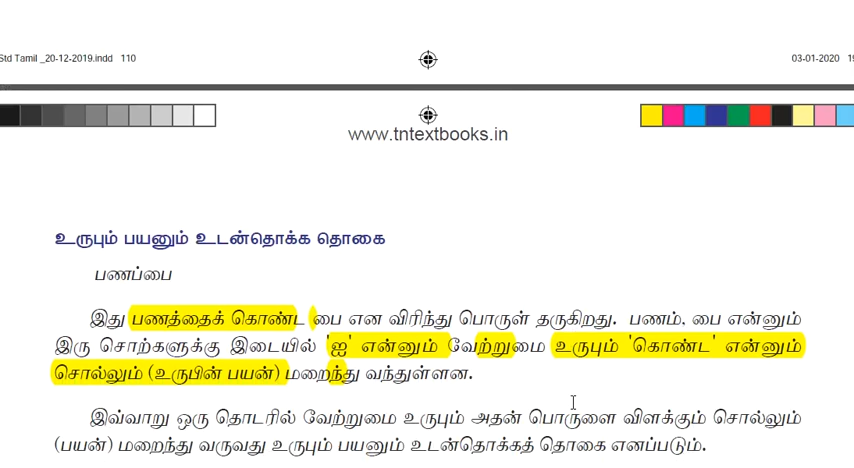 Std Tamil _20-12-2019.indd 110
03-01-2020
www.tntextbooks.in
உருபும் பயனும் உடன்தொக்க தொகை
பணப்பை
இது பணத்தைக் கொண்ட பை என விரிந்து பொருள் தருகிறது. பணம், பை என்னும்
இரு சொற்களுக்கு இடையில் 'ஐ' என்னும் வேற்றுமை உருபும் 'கொண்ட' என்னும்
சொல்லும் (உருபின் பயன்) மறைந்து வந்துள்ளன.
இவ்வாறு ஒரு தொடரில் வேற்றுமை உருபும் அதன் பொருளை விளக்கும் சொல்லும்
(பயன்) மறைந்து வருவது உருபும் பயனும் உடன்தொக்கத் தொகை எனப்படும்.